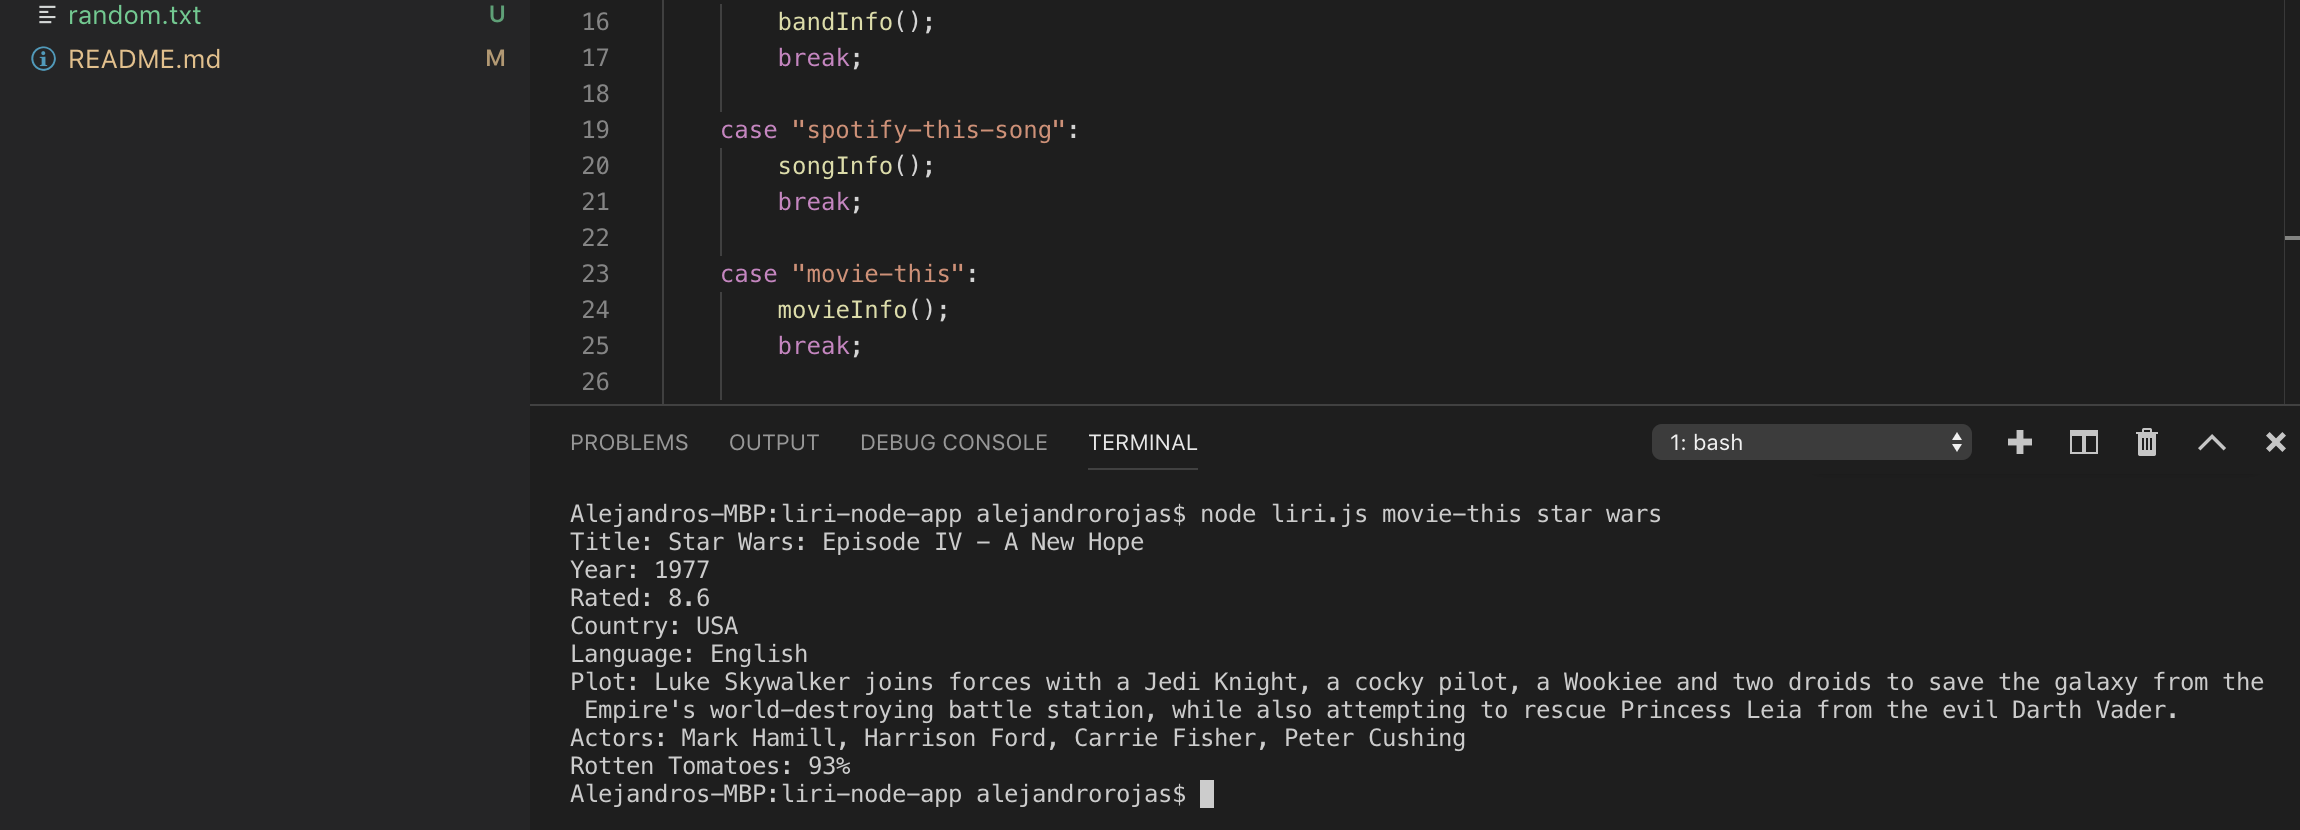 random.txt U
README.md M
16 bandInfo();
17 break;
18
19 case "spotify-this-song":
20 songInfo();
21 break;
22
23 case "movie-this":
24 movieInfo();
25 break;
26
PROBLEMS OUTPUT DEBUG CONSOLE TERMINAL 1: bash
Alejandros-MBP:liri-node-app alejandrorojas$ node liri.js movie-this star wars
Title: Star Wars: Episode IV - A New Hope
Year: 1977
Rated: 8.6
Country: USA
Language: English
Plot: Luke Skywalker joins forces with a Jedi Knight, a cocky pilot, a Wookiee and two droids to save the galaxy from the
Empire's world-destroying battle station, while also attempting to rescue Princess Leia from the evil Darth Vader.
Actors: Mark Hamill, Harrison Ford, Carrie Fisher, Peter Cushing
Rotten Tomatoes: 93%
Alejandros-MBP:liri-node-app alejandrorojas$